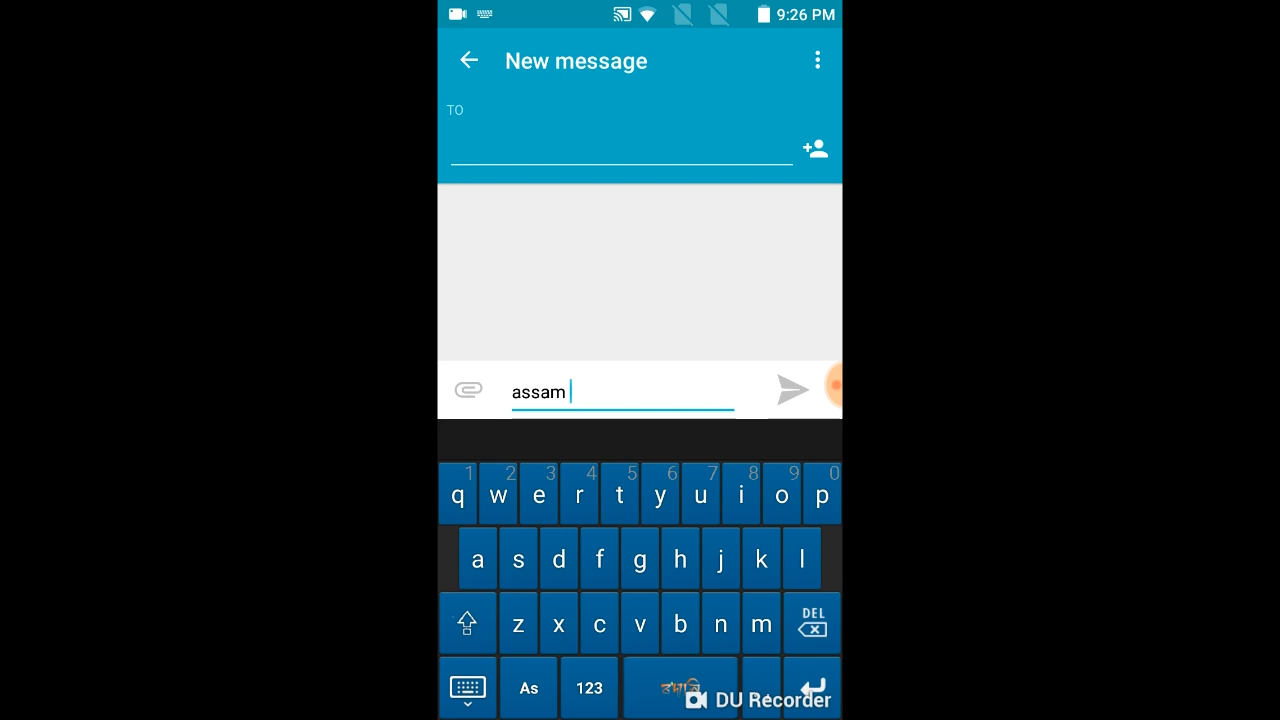 9:26 PM
New message
TO
assam
1 2 3 4 5 6 7 8 9 0
q w e r t y u i o p
a s d f g h j k l
DEL
z x c v b n m
As 123
DU Recorder